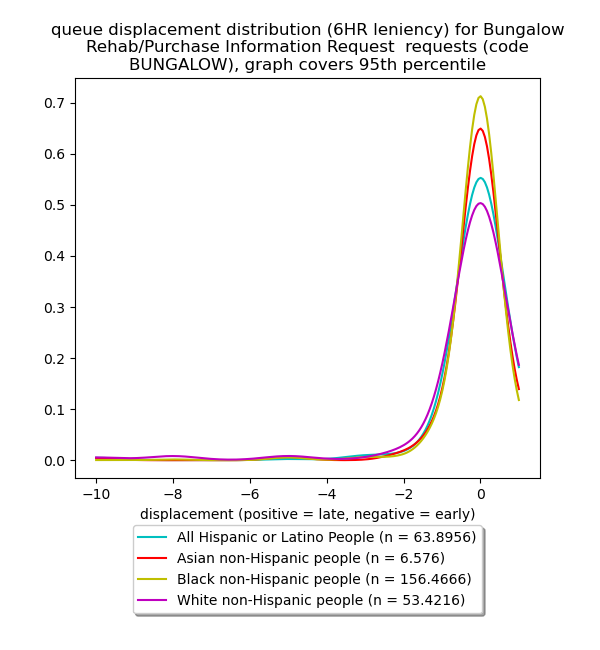 queue displacement distribution (6HR leniency) for Bungalow
Rehab/Purchase Information Request  requests (code
BUNGALOW), graph covers 95th percentile
0.7
0.6
0.5
0.4
0.3
0.2
0.1
0.0
−10 −8 −6 −4 −2 0
displacement (positive = late, negative = early)
All Hispanic or Latino People (n = 63.8956)
Asian non-Hispanic people (n = 6.576)
Black non-Hispanic people (n = 156.4666)
White non-Hispanic people (n = 53.4216)